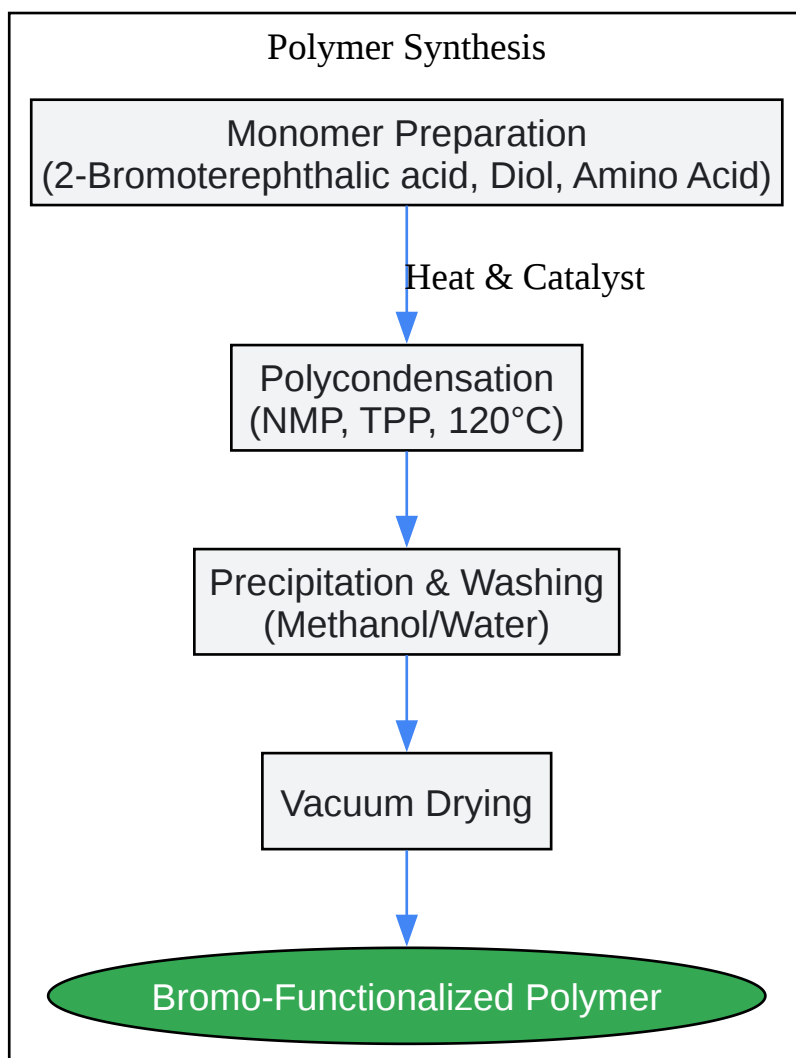 Polymer Synthesis
Monomer Preparation
(2-Bromoterephthalic acid, Diol, Amino Acid)
Heat & Catalyst
Polycondensation
(NMP, TPP, 120°C)
Precipitation & Washing
(Methanol/Water)
Vacuum Drying
Bromo-Functionalized Polymer